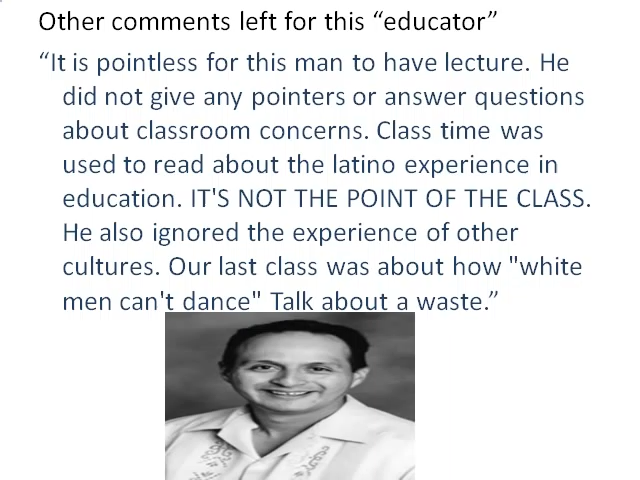 Other comments left for this “educator”
“It is pointless for this man to have lecture. He
did not give any pointers or answer questions
about classroom concerns. Class time was
used to read about the latino experience in
education. IT'S NOT THE POINT OF THE CLASS.
He also ignored the experience of other
cultures. Our last class was about how "white
men can't dance" Talk about a waste.”